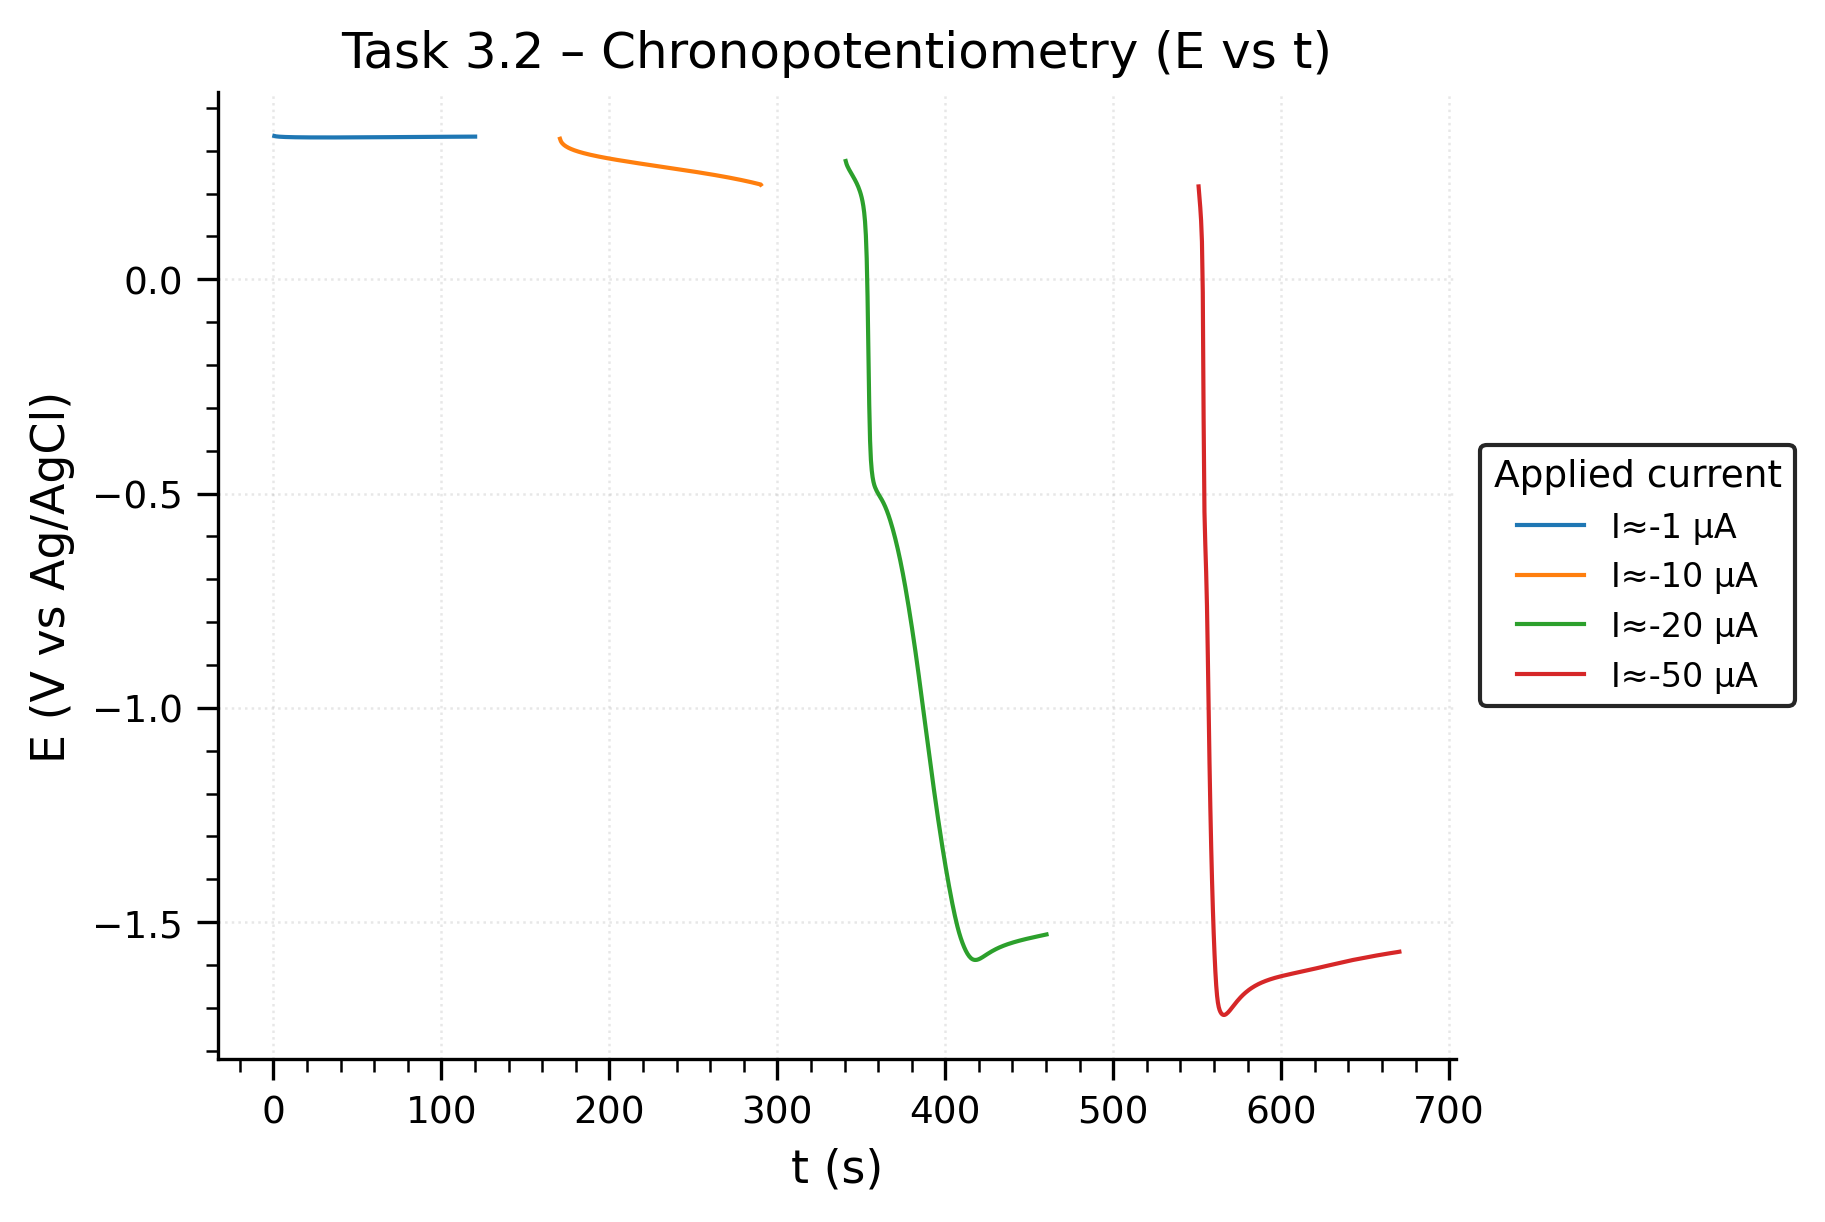 Task 3.2 – Chronopotentiometry (E vs t)
E (V vs Ag/AgCl)
0.0
−0.5
−1.0
−1.5
0 100 200 300 400 500 600 700
t (s)
Applied current
I≈-1 µA
I≈-10 µA
I≈-20 µA
I≈-50 µA